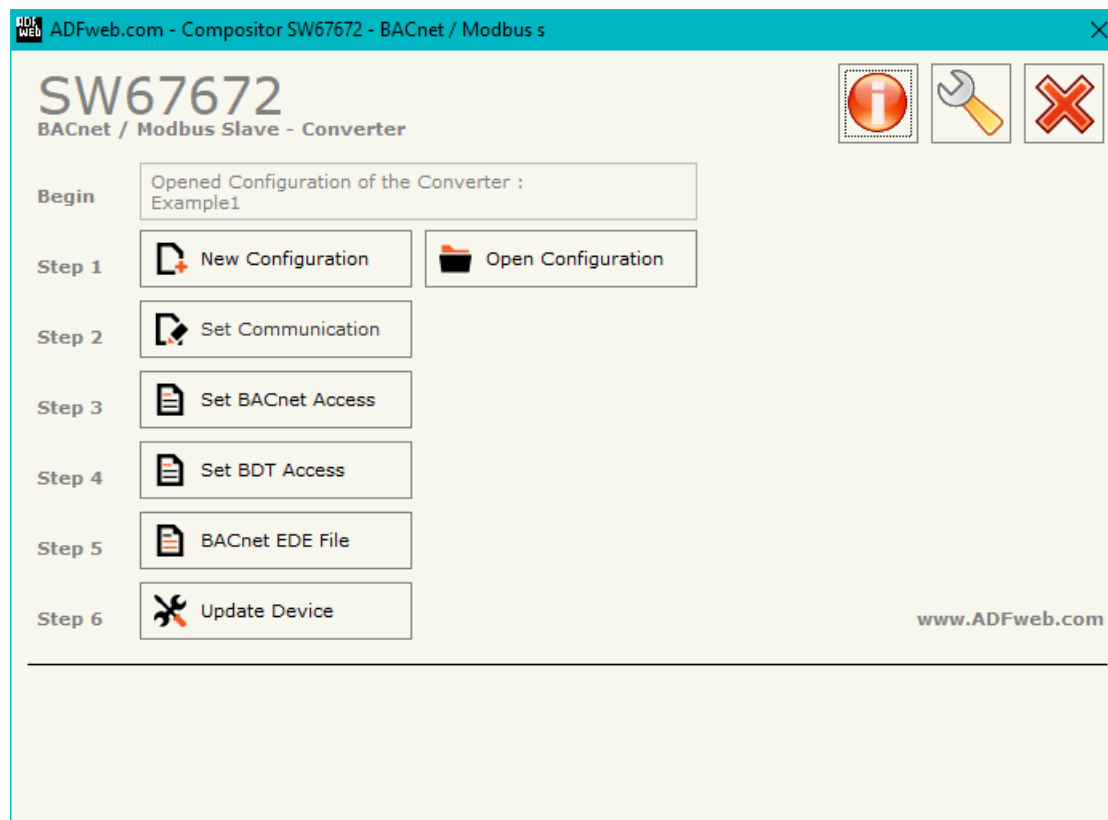 ADF
WEB
ADFweb.com - Compositor SW67672 - BACnet / Modbus s
SW67672
BACnet / Modbus Slave - Converter
Begin
Opened Configuration of the Converter :
Example1
Step 1
New Configuration
Open Configuration
Step 2
Set Communication
Step 3
Set BACnet Access
Step 4
Set BDT Access
Step 5
BACnet EDE File
Step 6
Update Device
www.ADFweb.com